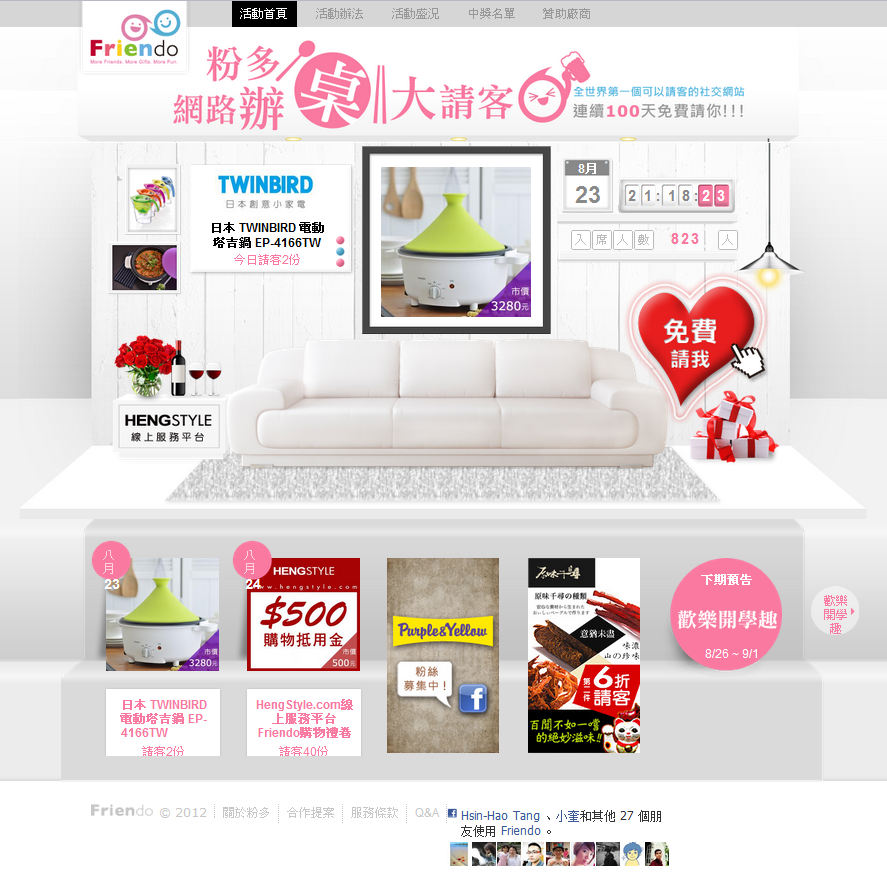 活動首頁
活動辦法
活動盛況
中獎名單
贊助廠商
Friendo
More Friends. More Gifts. More Fun.
粉多
網路辦桌大請客
全世界第一個可以請客的社交網站
連續100天免費請你!!!
TWINBIRD
日本創意小家電
日本 TWINBIRD 電動
塔吉鍋 EP-4166TW
今日請客2份
市價
3280元
8月
23
21:18:23
入席人數 823 人
免費
請我
HENGSTYLE
線上服務平台
八月
23
市價
3280元
日本 TWINBIRD
電動塔吉鍋 EP-
4166TW
請客2份
八月
24
HENGSTYLE
www.hengstyle.com
$500
購物抵用金
市價
500元
HengStyle.com線
上服務平台
Friendo購物禮卷
請客40份
Purple&Yellow
粉絲
募集中!
原味千尋
原味千尋の種類
意猶未盡
味濃
山の珍味
第二件
6折
請客
百聞不如一嚐
的絕妙滋味!!
下期預告
歡樂開學趣
8/26 ~ 9/1
歡樂
開學
趣
Friendo © 2012
關於粉多
合作提案
服務條款
Q&A
Hsin-Hao Tang 、小奎和其他 27 個朋
友使用 Friendo 。